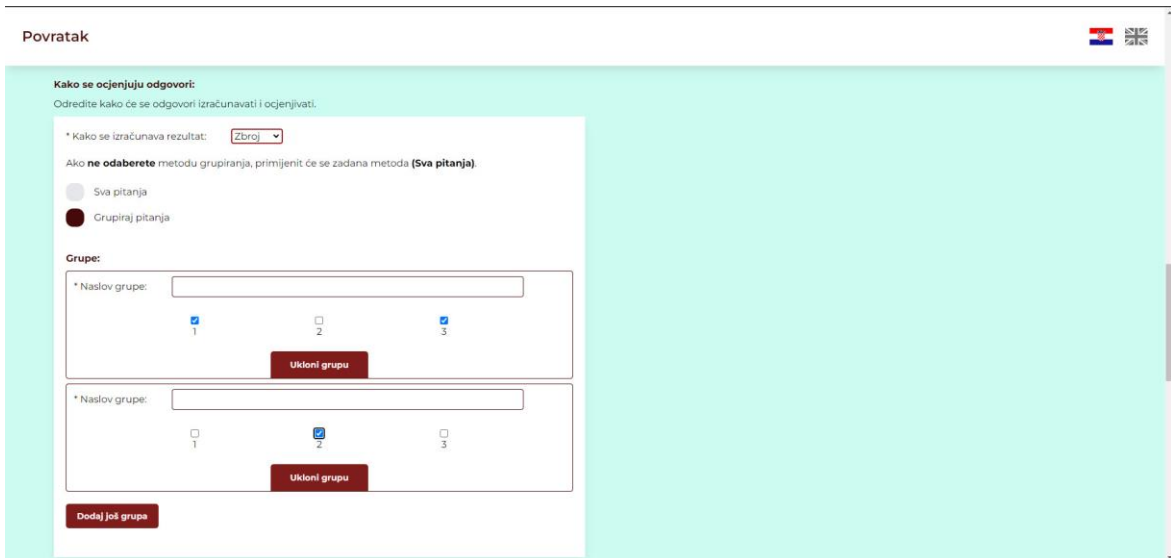 Povratak
Kako se ocjenjuju odgovori:
Odredite kako će se odgovori izračunavati i ocjenjivati.
* Kako se izračunava rezultat: Zbroj
Ako ne odaberete metodu grupiranja, primijenit će se zadana metoda (Sva pitanja).
Sva pitanja
Grupiraj pitanja
Grupe:
* Naslov grupe:
1 2 3
Ukloni grupu
* Naslov grupe:
1 2 3
Ukloni grupu
Dodaj još grupa